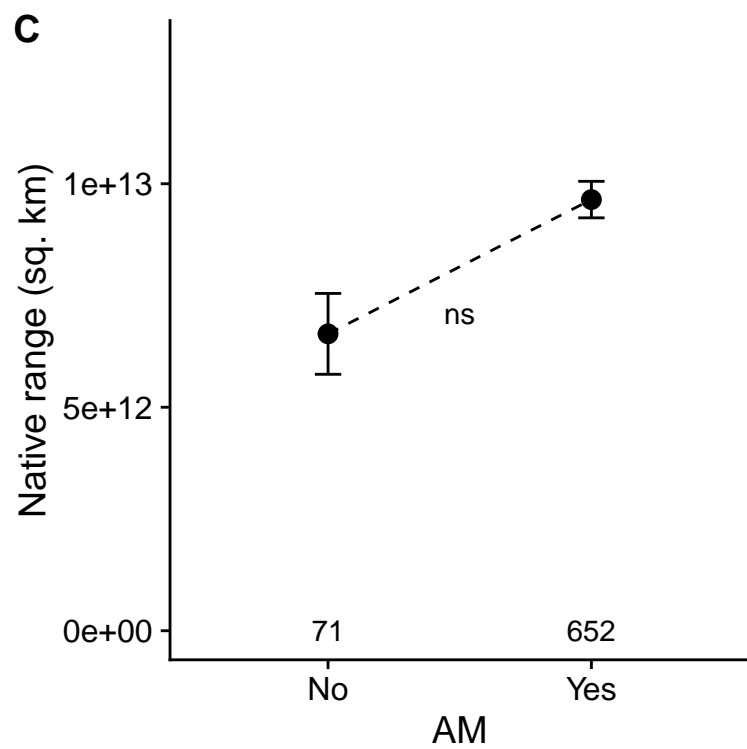 C
Native range (sq. km)
1e+13
5e+12
0e+00
ns
71 652
No Yes
AM